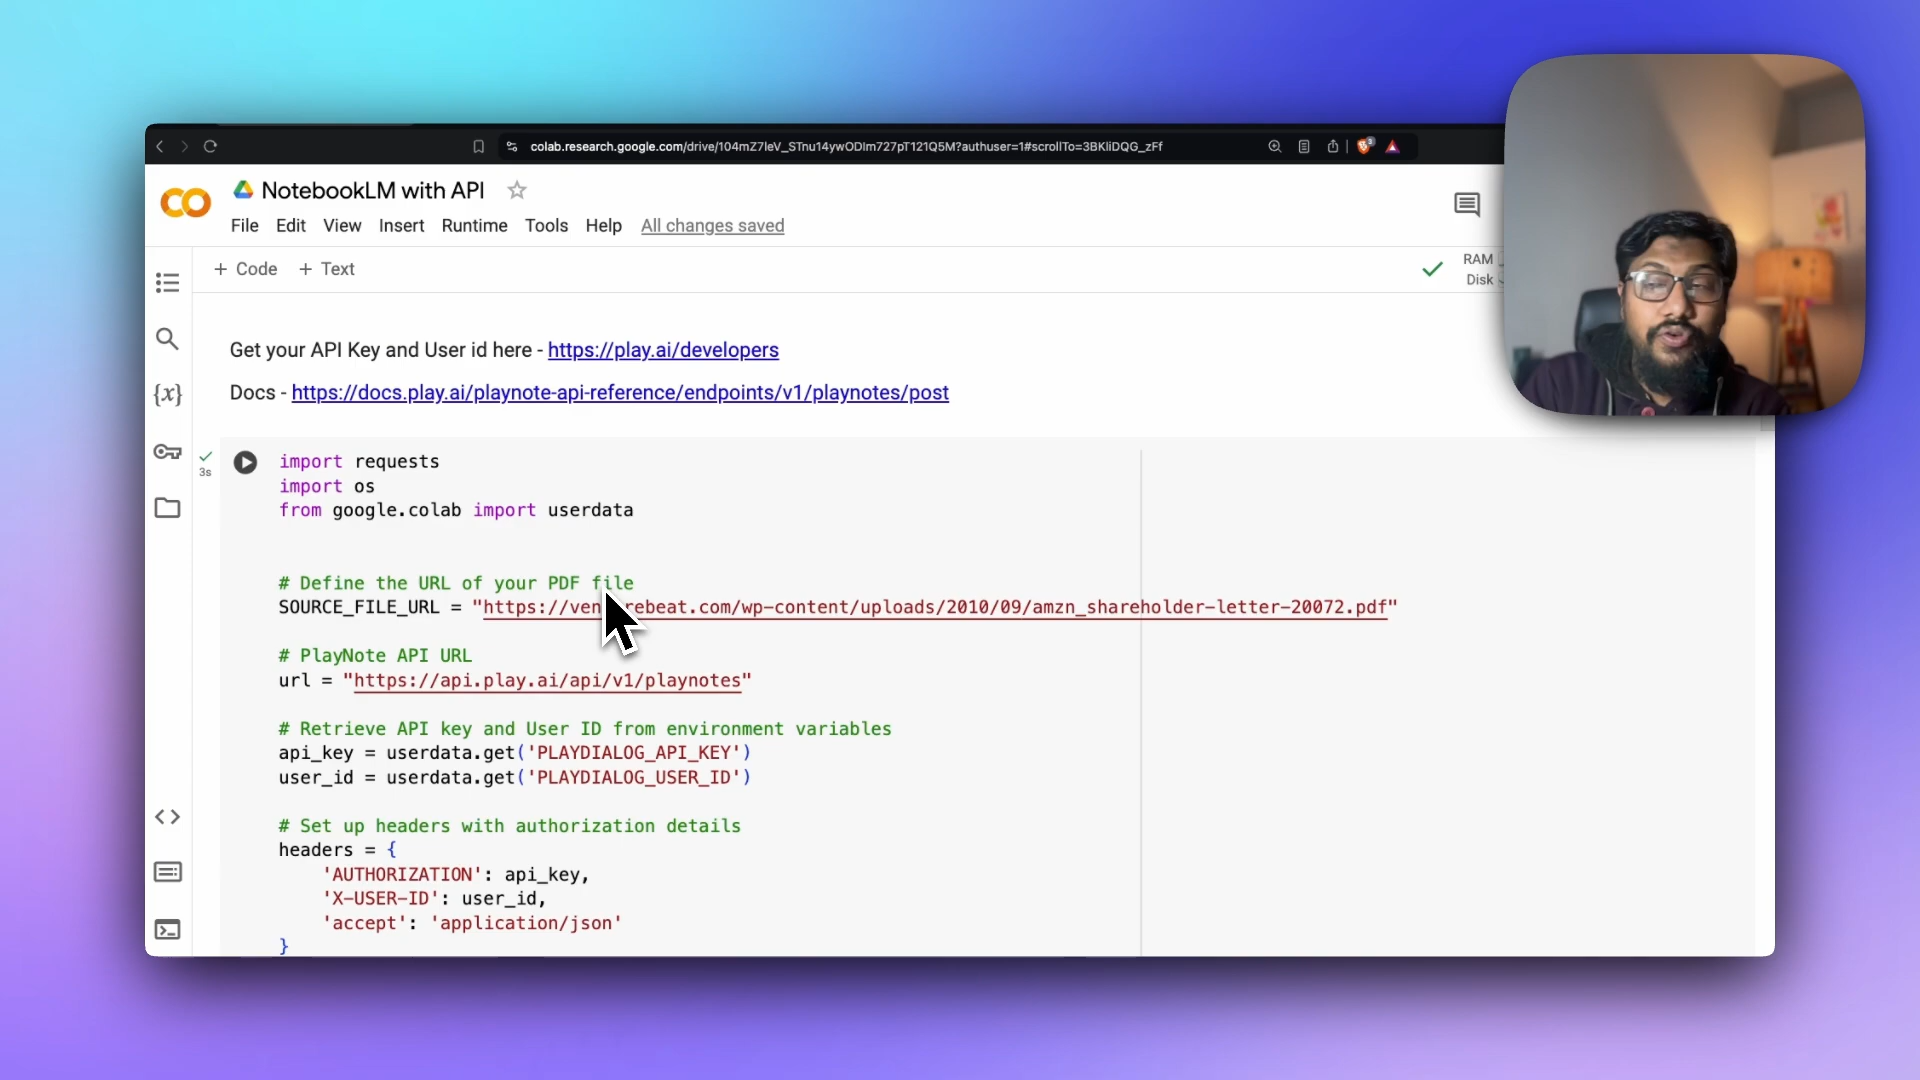 colab.research.google.com/drive/104mZ7IeV_STnu14ywODIm727pT121Q5M?authuser=1#scrollTo=3BKliDQG_zFf
NotebookLM with API
File Edit View Insert Runtime Tools Help All changes saved
+ Code + Text
RAM
Disk
Get your API Key and User id here - https://play.ai/developers
Docs - https://docs.play.ai/playnote-api-reference/endpoints/v1/playnotes/post
3s
import requests
import os
from google.colab import userdata
# Define the URL of your PDF file
SOURCE_FILE_URL = "https://ven rebeat.com/wp-content/uploads/2010/09/amzn_shareholder-letter-20072.pdf"
# PlayNote API URL
url = "https://api.play.ai/api/v1/playnotes"
# Retrieve API key and User ID from environment variables
api_key = userdata.get('PLAYDIALOG_API_KEY')
user_id = userdata.get('PLAYDIALOG_USER_ID')
# Set up headers with authorization details
headers = {
'AUTHORIZATION': api_key,
'X-USER-ID': user_id,
'accept': 'application/json'
}